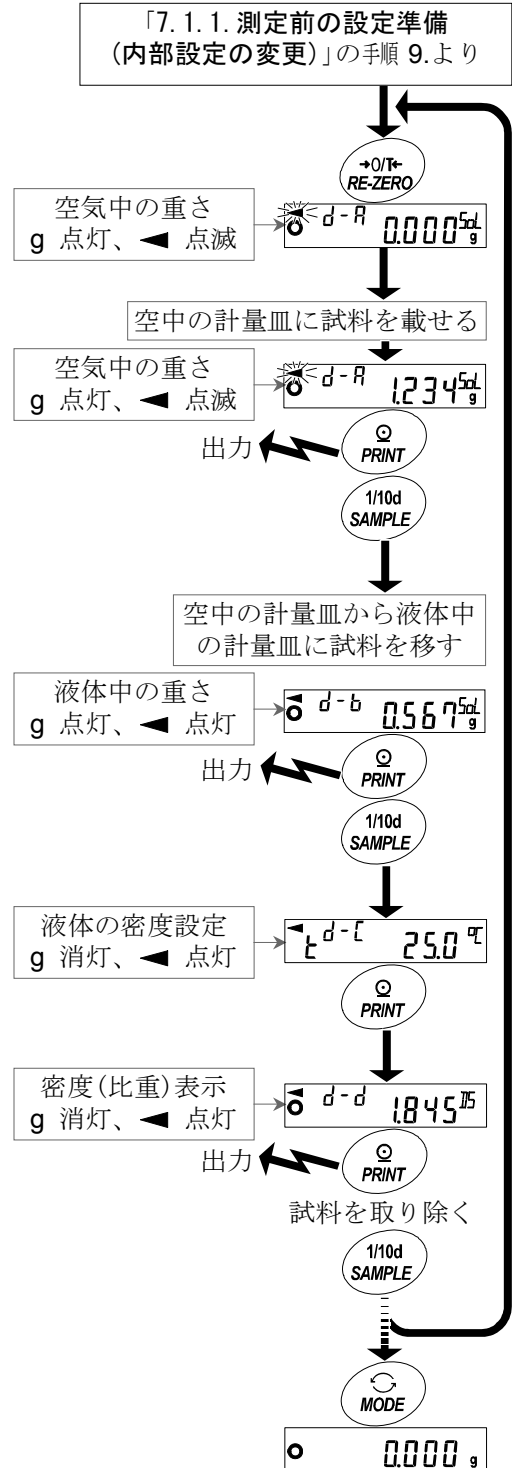 「7.1.1.測定前の設定準備
(内部設定の変更)」の手順 9.より
→0/T←
RE-ZERO
空気中の重さ
g 点灯、◀ 点滅
d-A 0.000 Sol g
空中の計量皿に試料を載せる
空気中の重さ
g 点灯、◀ 点滅
d-A 1.234 Sol g
出力
PRINT
1/10d
SAMPLE
空中の計量皿から液体中
の計量皿に試料を移す
液体中の重さ
g 点灯、◀ 点灯
d-b 0.567 Sol g
出力
PRINT
1/10d
SAMPLE
液体の密度設定
g 消灯、◀ 点灯
t d-C 25.0 ℃
PRINT
密度(比重)表示
g 消灯、◀ 点灯
d-d 1.845 DS
出力
PRINT
試料を取り除く
1/10d
SAMPLE
MODE
0.000 g